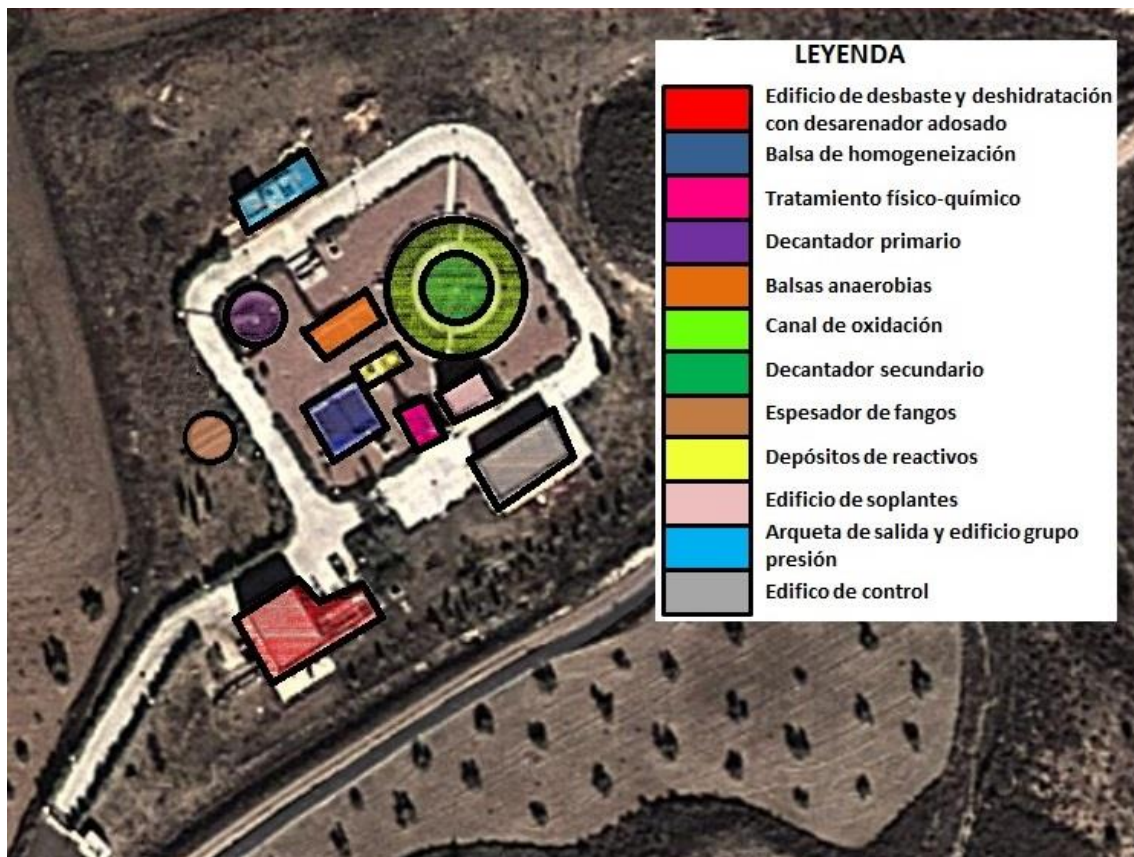 LEYENDA
Edificio de desbaste y deshidratación
con desarenador adosado
Balsa de homogeneización
Tratamiento físico-químico
Decantador primario
Balsas anaerobias
Canal de oxidación
Decantador secundario
Espesador de fangos
Depósitos de reactivos
Edificio de soplantes
Arqueta de salida y edificio grupo
presión
Edifico de control